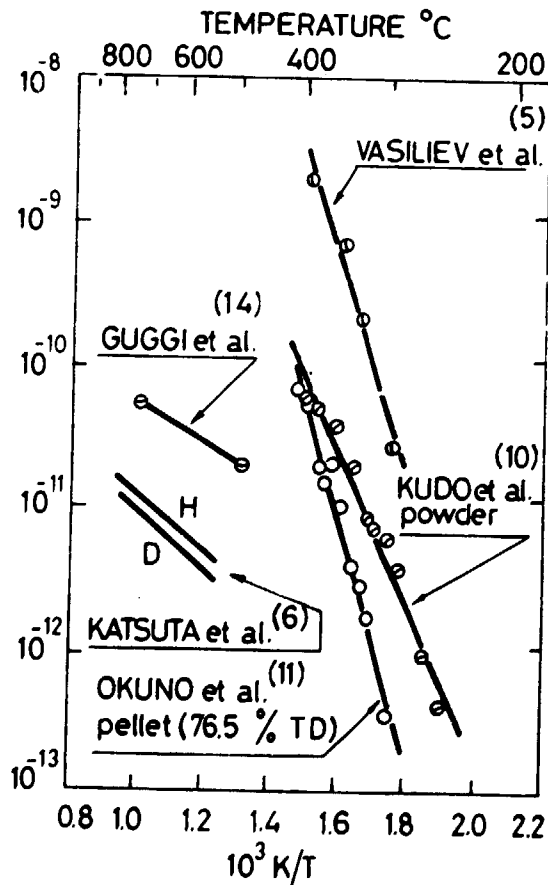 TEMPERATURE °C
800 600 400 200
10⁻⁸
(5)
VASILIEV et al.
10⁻⁹
(14)
GUGGI et al.
10⁻¹⁰
(10)
KUDO et al.
powder
10⁻¹¹
H
D
KATSUTA et al. (6)
10⁻¹²
OKUNO et al. (11)
pellet (76.5 % TD)
10⁻¹³
0.8 1.0 1.2 1.4 1.6 1.8 2.0 2.2
10³ K/T